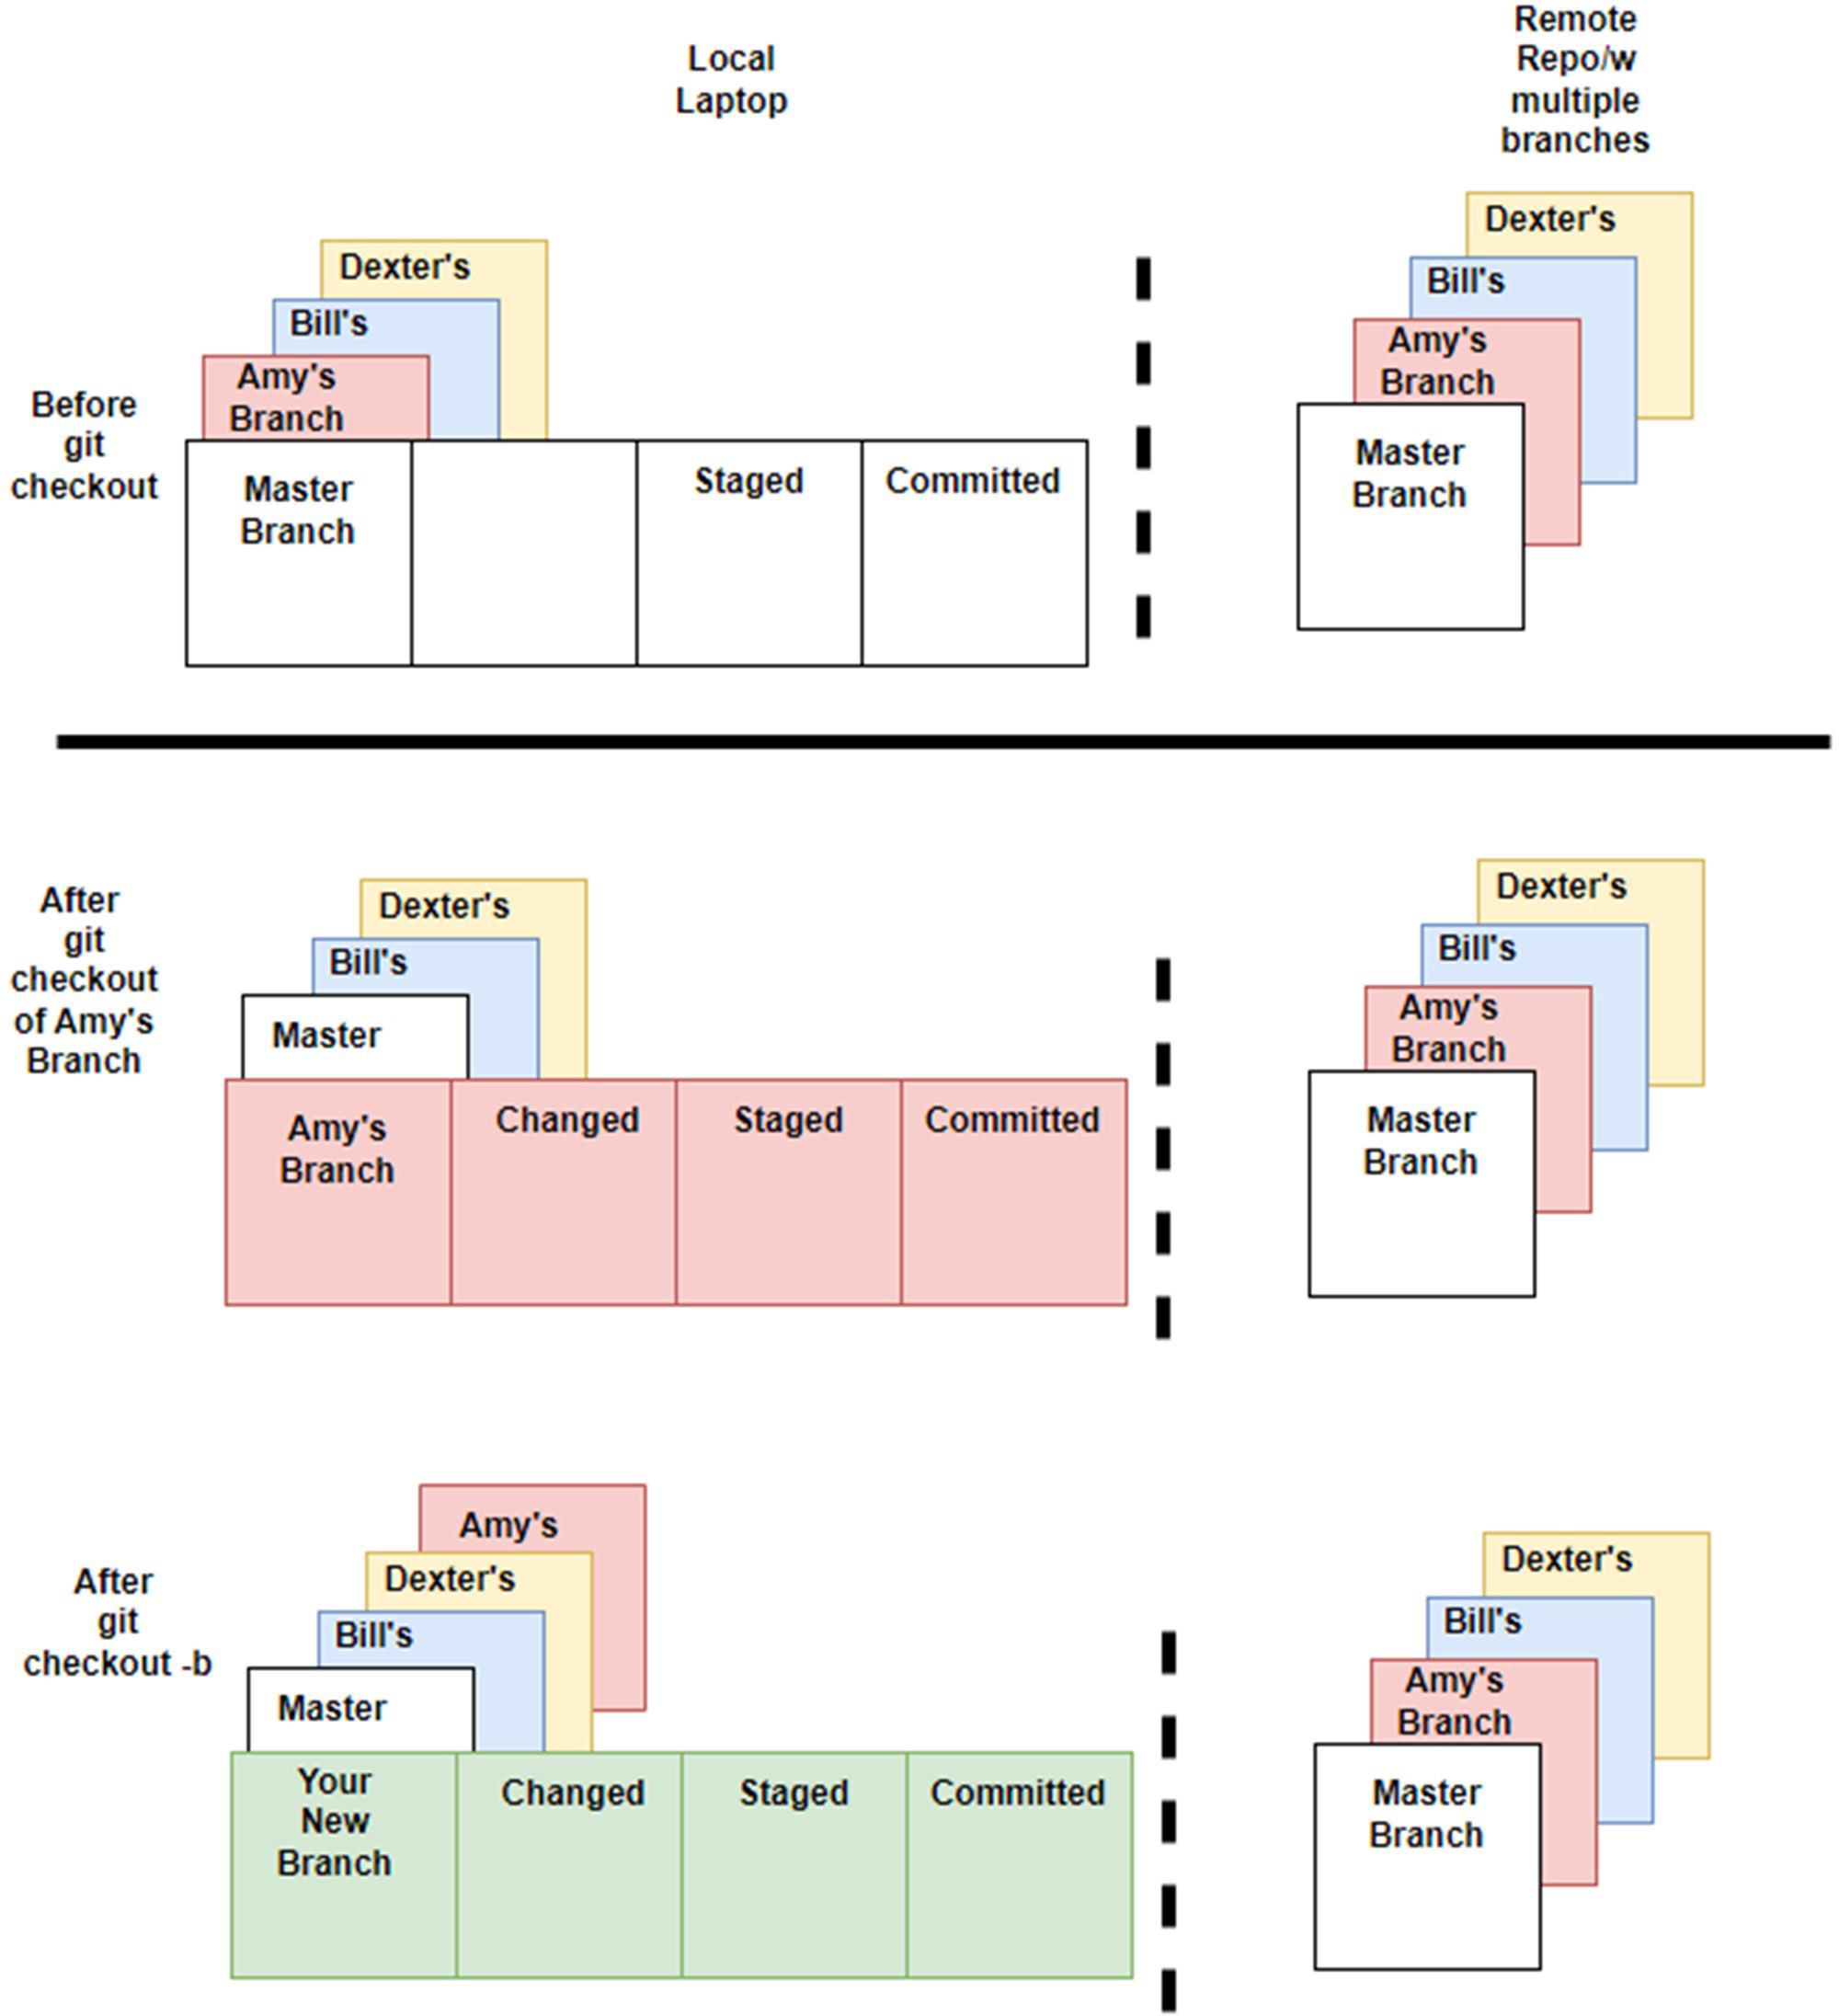 Local
Laptop
Remote
Repo/w
multiple
branches
Before
git
checkout
Dexter's
Bill's
Amy's
Branch
Master
Branch
Staged
Committed
Dexter's
Bill's
Amy's
Branch
Master
Branch
After
git
checkout
of Amy's
Branch
Dexter's
Bill's
Master
Amy's
Branch
Changed
Staged
Committed
Dexter's
Bill's
Amy's
Branch
Master
Branch
After
git
checkout -b
Amy's
Dexter's
Bill's
Master
Your
New
Branch
Changed
Staged
Committed
Dexter's
Bill's
Amy's
Branch
Master
Branch